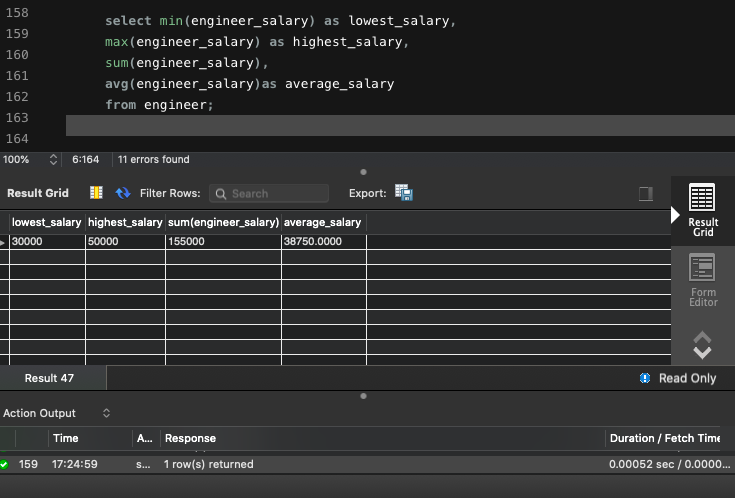 158
159 select min(engineer_salary) as lowest_salary,
160 max(engineer_salary) as highest_salary,
161 sum(engineer_salary),
162 avg(engineer_salary)as average_salary
163 from engineer;
164
100% 6:164 11 errors found
Result Grid Filter Rows: Search Export:
lowest_salary highest_salary sum(engineer_salary) average_salary
30000 50000 155000 38750.0000
Result
Grid
Form
Editor
Result 47 Read Only
Action Output
Time A... Response Duration / Fetch Time
159 17:24:59 s... 1 row(s) returned 0.00052 sec / 0.0000...